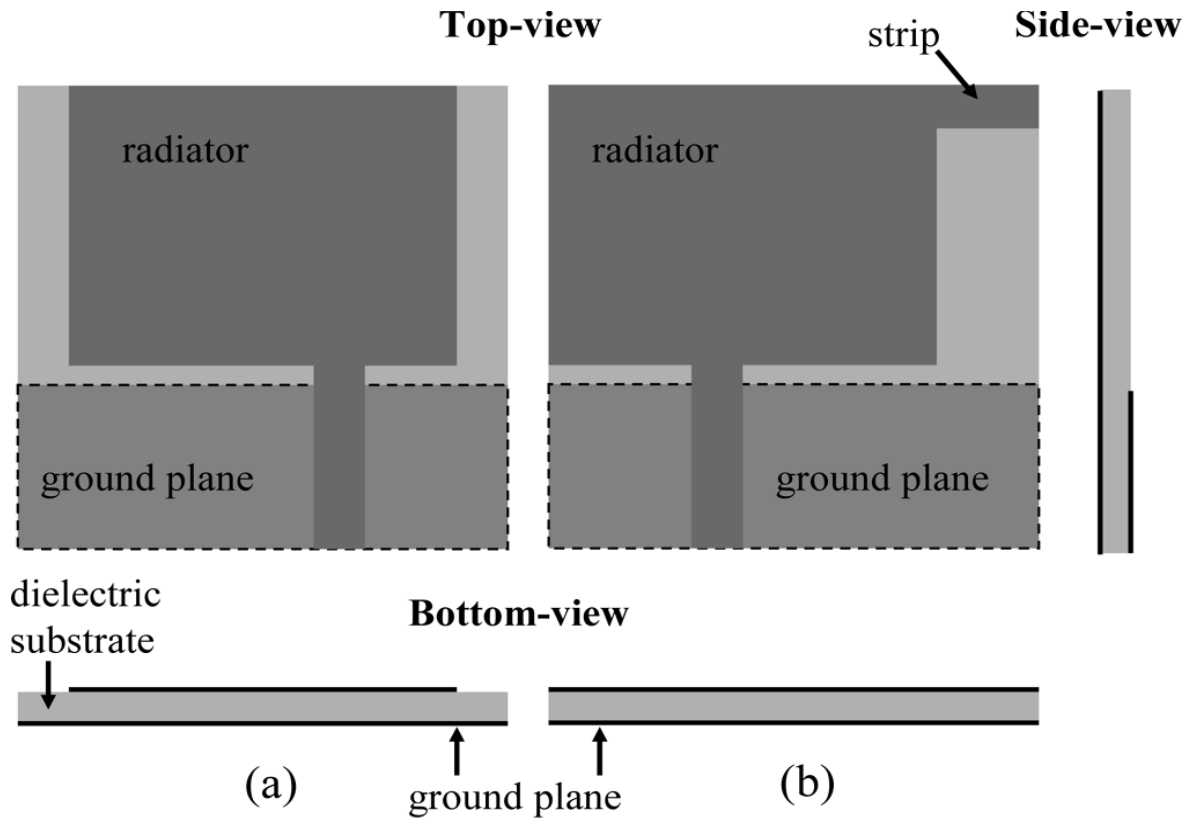 Top-view
strip
Side-view
radiator
radiator
ground plane
ground plane
dielectric
substrate
Bottom-view
(a)
ground plane
(b)